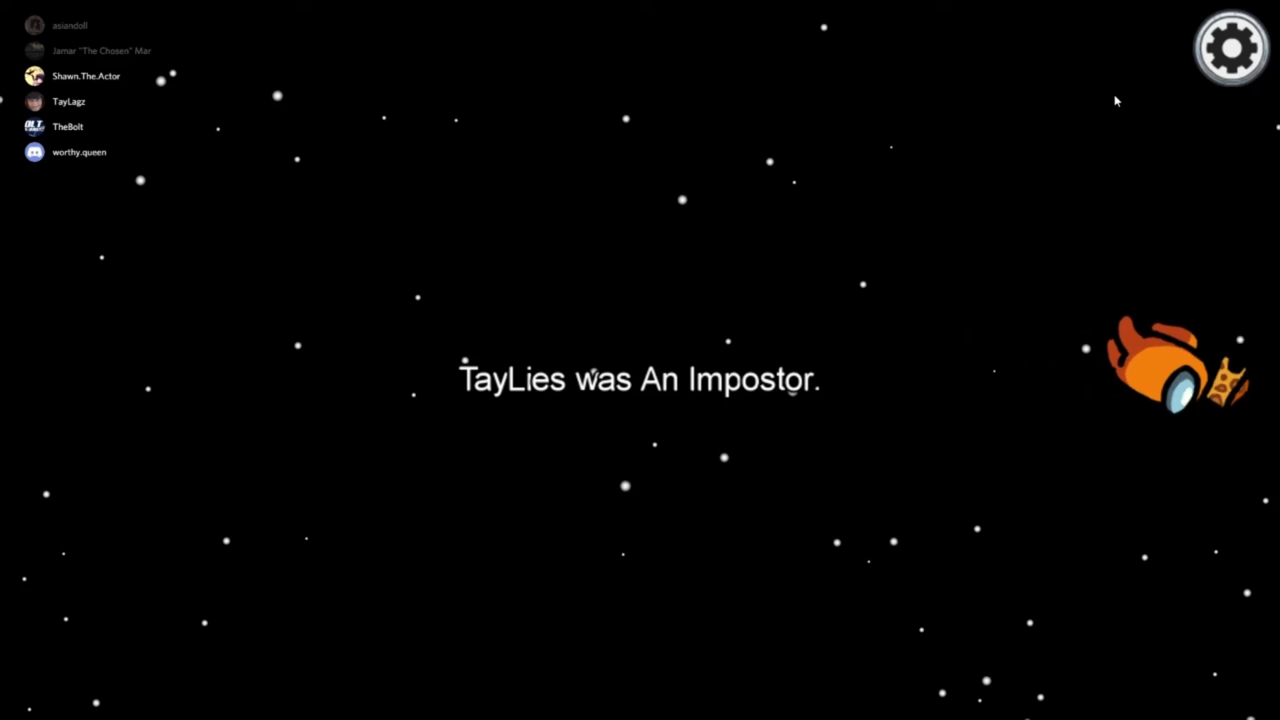 asiandoll
Jamar "The Chosen" Mar
Shawn.The.Actor
TayLagz
TheBolt
worthy.queen
TayLies was An Impostor.